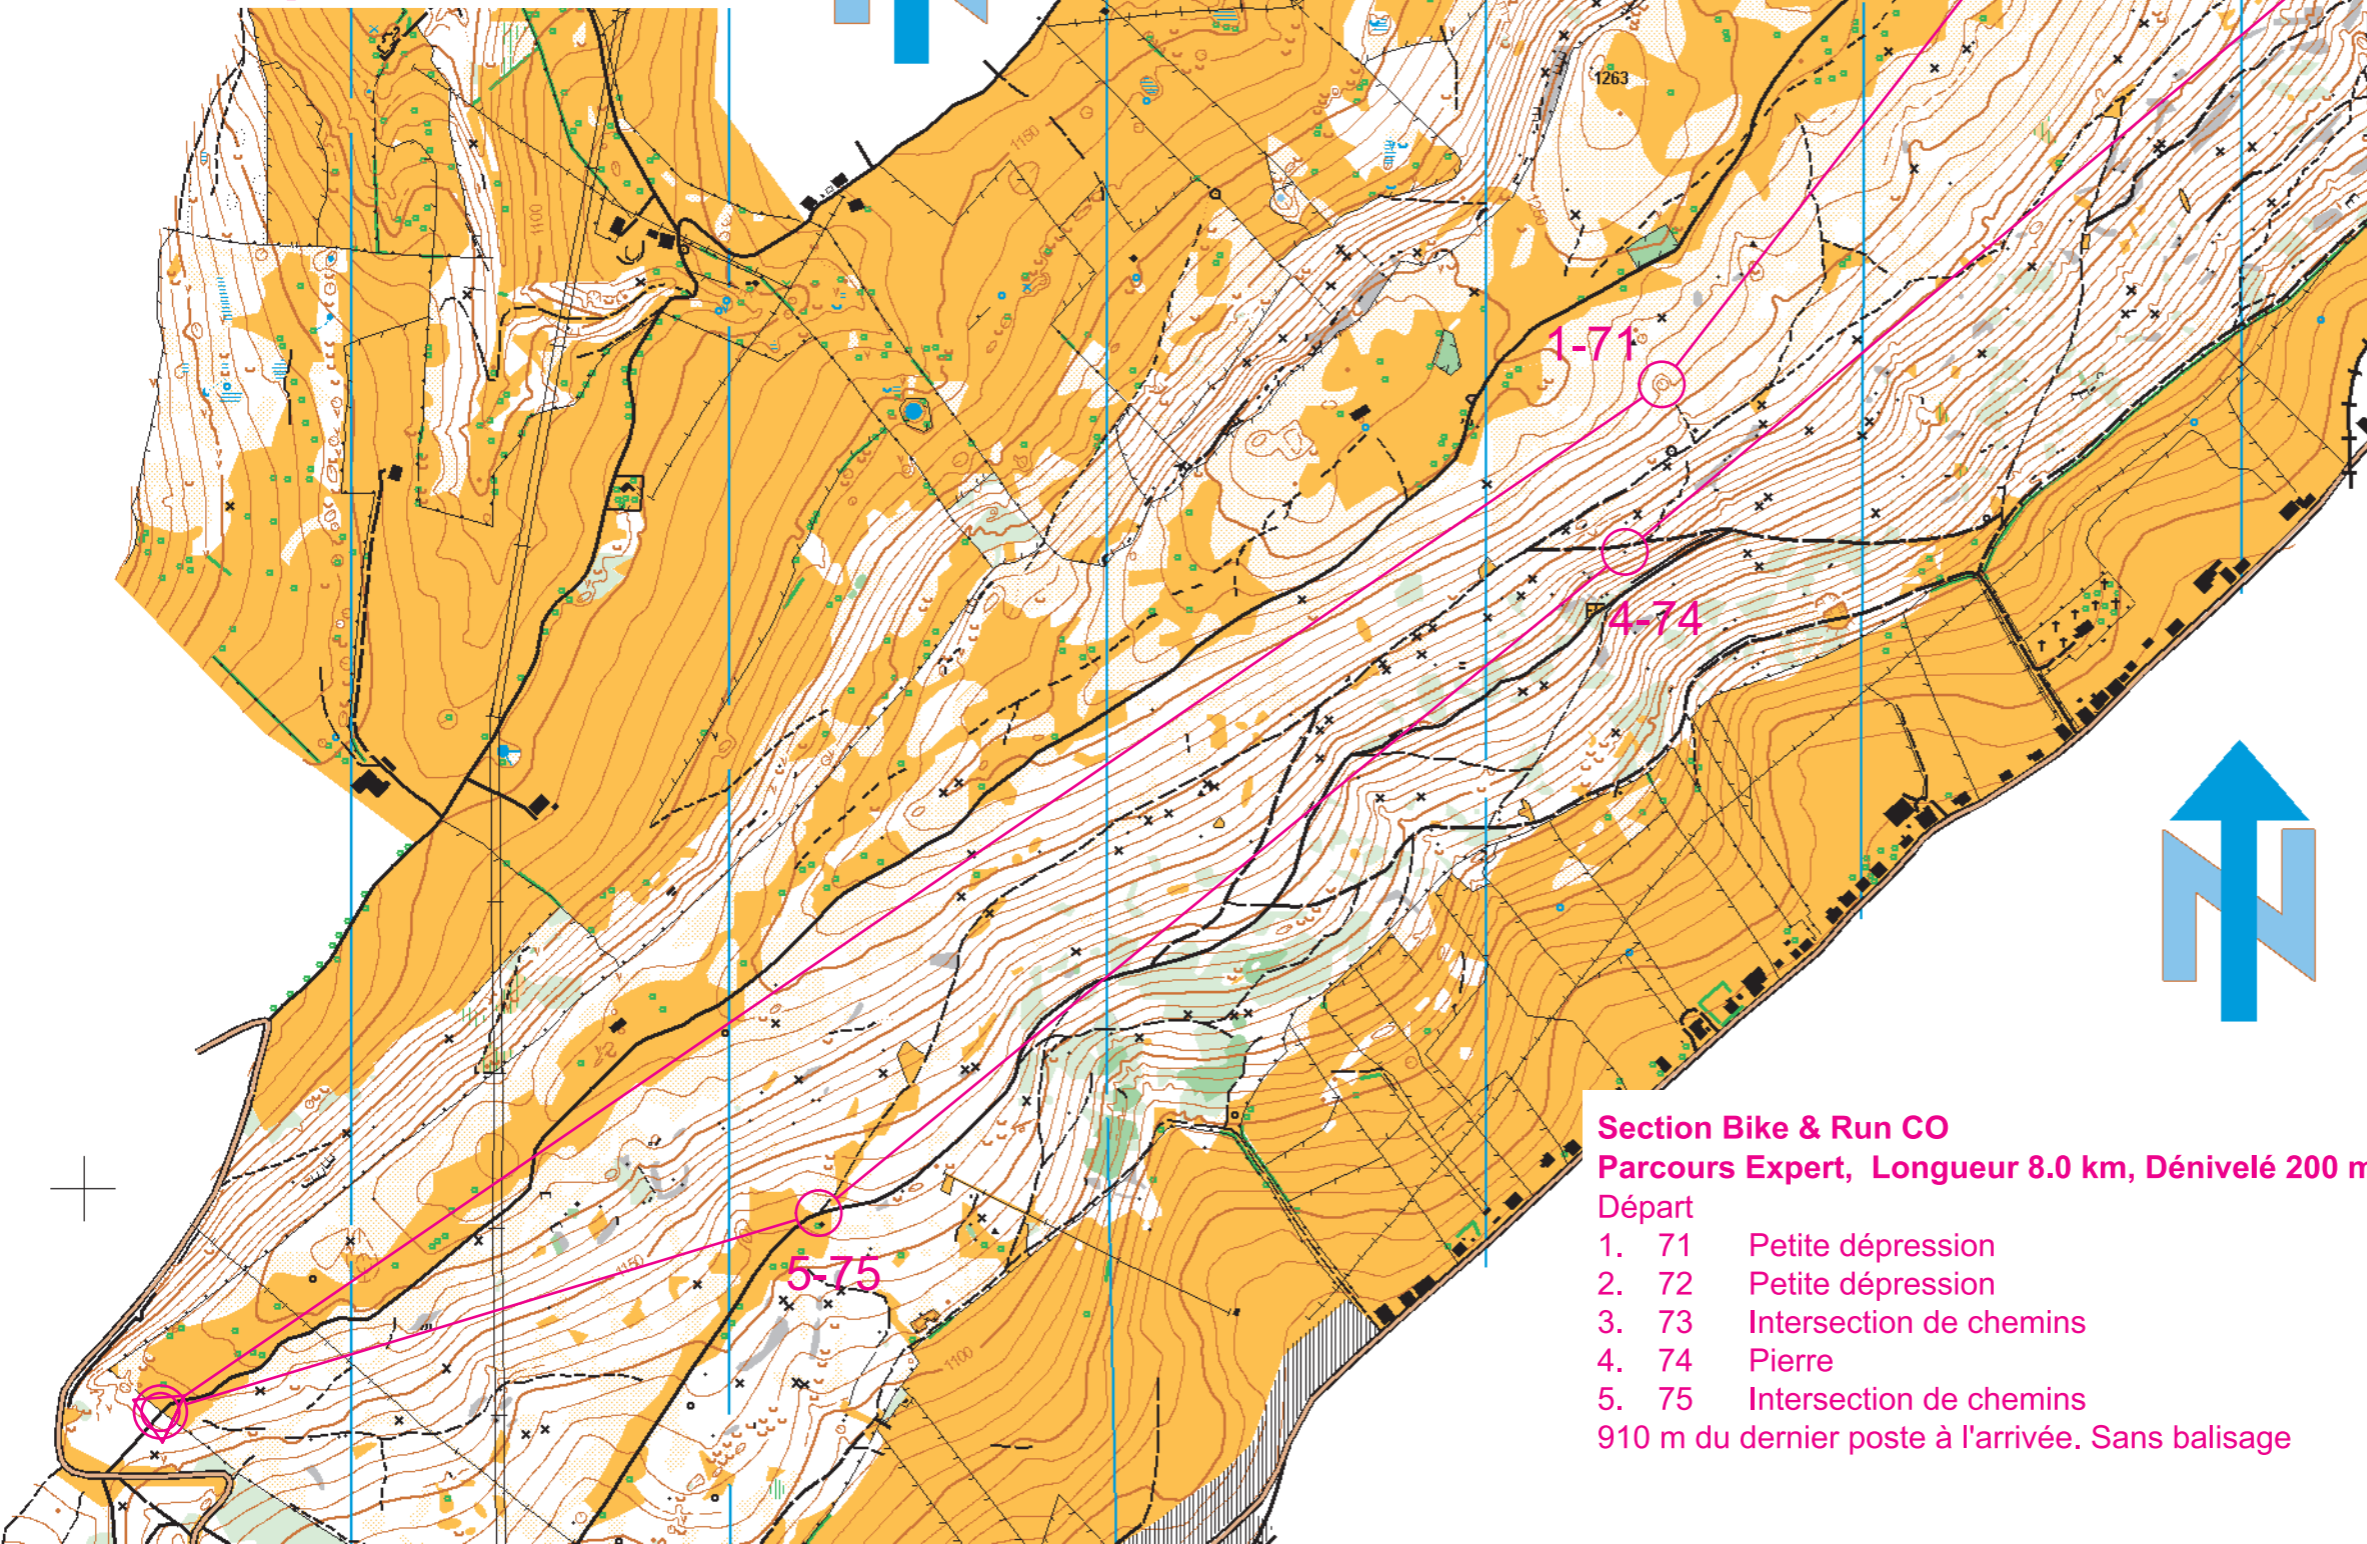 1263
1150
1100
1250
1-71
4-74
5-75
1150
1100
N
Section Bike & Run CO
Parcours Expert, Longueur 8.0 km, Dénivelé 200 m
Départ
1. 71 Petite dépression
2. 72 Petite dépression
3. 73 Intersection de chemins
4. 74 Pierre
5. 75 Intersection de chemins
910 m du dernier poste à l'arrivée. Sans balisage